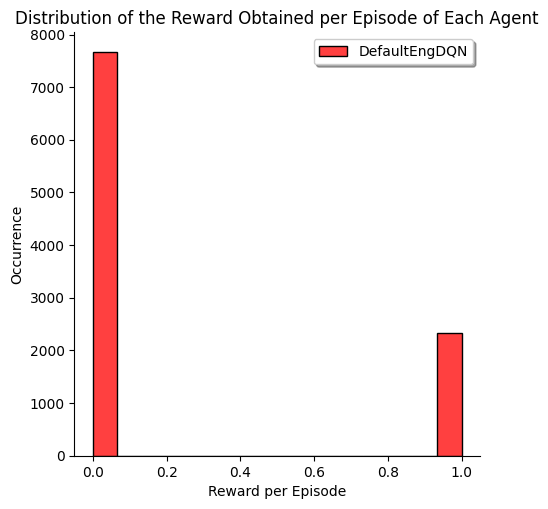 Distribution of the Reward Obtained per Episode of Each Agent
DefaultEngDQN
8000
7000
6000
5000
4000
3000
2000
1000
0
Occurrence
0.0 0.2 0.4 0.6 0.8 1.0
Reward per Episode